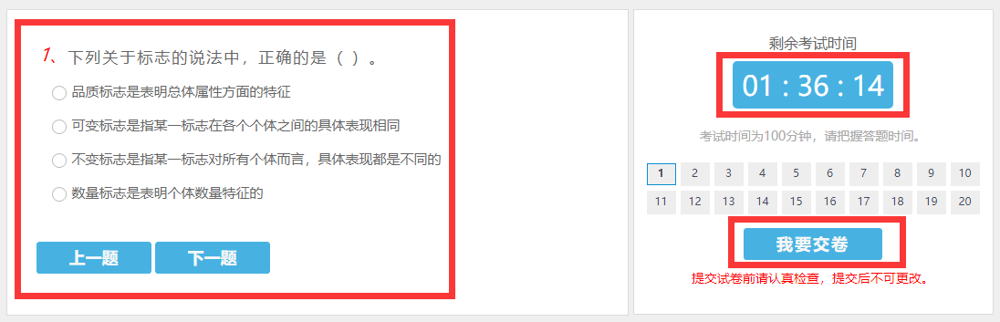 1、下列关于标志的说法中，正确的是（ ）。
品质标志是表明总体属性方面的特征
可变标志是指某一标志在各个个体之间的具体表现相同
不变标志是指某一标志对所有个体而言，具体表现都是不同的
数量标志是表明个体数量特征的
上一题 下一题
剩余考试时间
01 : 36 : 14
考试时间为100分钟，请把握答题时间。
1 2 3 4 5 6 7 8 9 10
11 12 13 14 15 16 17 18 19 20
我要交卷
提交试卷前请认真检查，提交后不可更改。